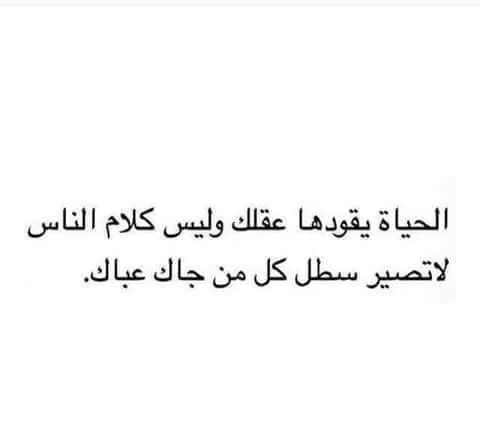 الحياة يقودها عقلك وليس كلام الناس
لاتصير سطل كل من جاك عباك.